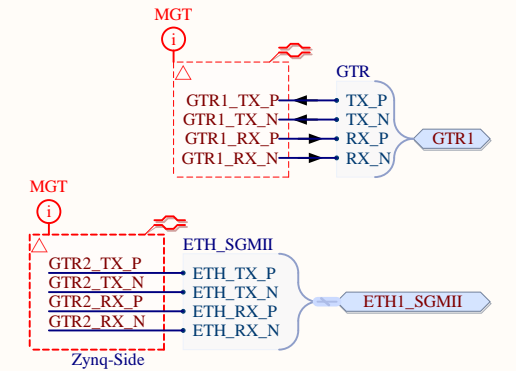 MGT
i
GTR
GTR1_TX_P TX_P
GTR1_TX_N TX_N
GTR1_RX_P RX_P
GTR1_RX_N RX_N
GTR1
MGT
i
ETH_SGMII
GTR2_TX_P ETH_TX_P
GTR2_TX_N ETH_TX_N
GTR2_RX_P ETH_RX_P
GTR2_RX_N ETH_RX_N
ETH1_SGMII
Zynq-Side